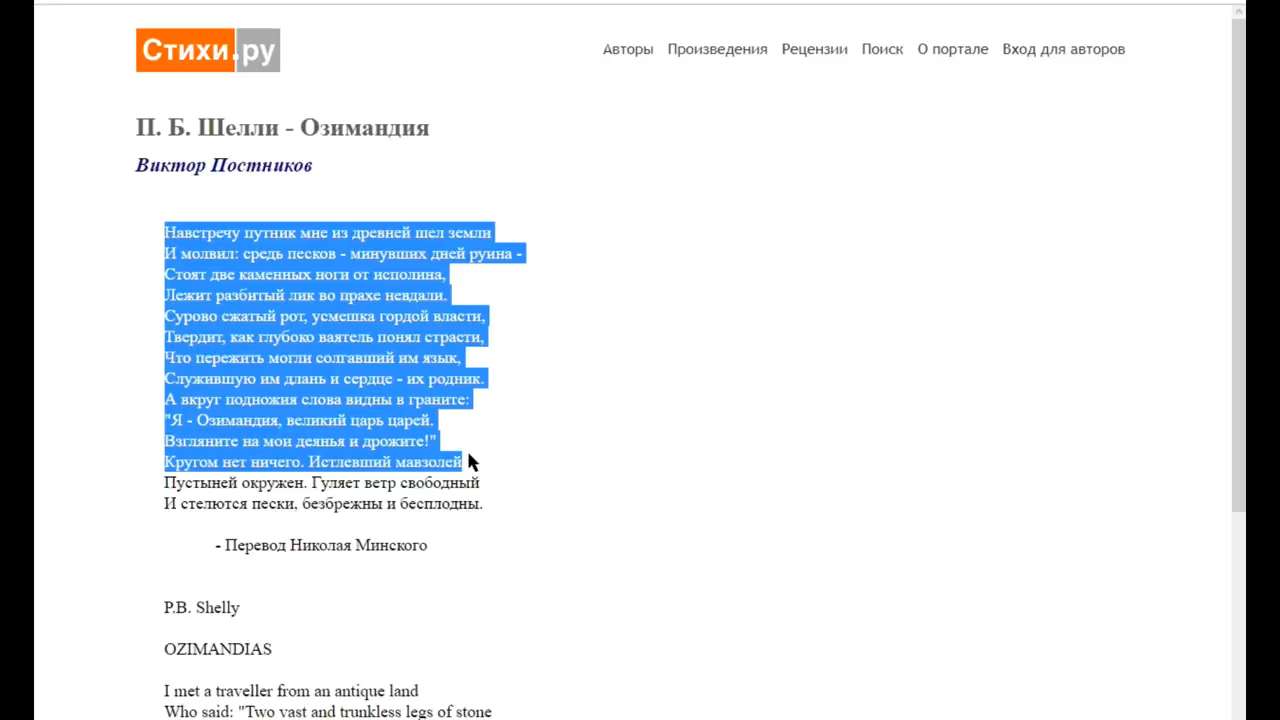 Стихи.ру
Авторы Произведения Рецензии Поиск О портале Вход для авторов
П. Б. Шелли - Озимандия
Виктор Постников
Навстречу путник мне из древней шел земли
И молвил: средь песков - минувших дней руина -
Стоят две каменных ноги от исполина,
Лежит разбитый лик во прахе невдали.
Сурово сжатый рот, усмешка гордой власти,
Твердит, как глубоко ваятель понял страсти,
Что пережить могли солгавший им язык,
Служившую им длань и сердце - их родник.
А вкруг подножия слова видны в граните:
"Я - Озимандия, великий царь царей.
Взгляните на мои деянья и дрожите!"
Кругом нет ничего. Истлевший мавзолей
Пустыней окружен. Гуляет ветр свободный
И стелются пески, безбрежны и бесплодны.
- Перевод Николая Минского
P.B. Shelly
OZIMANDIAS
I met a traveller from an antique land
Who said: "Two vast and trunkless legs of stone